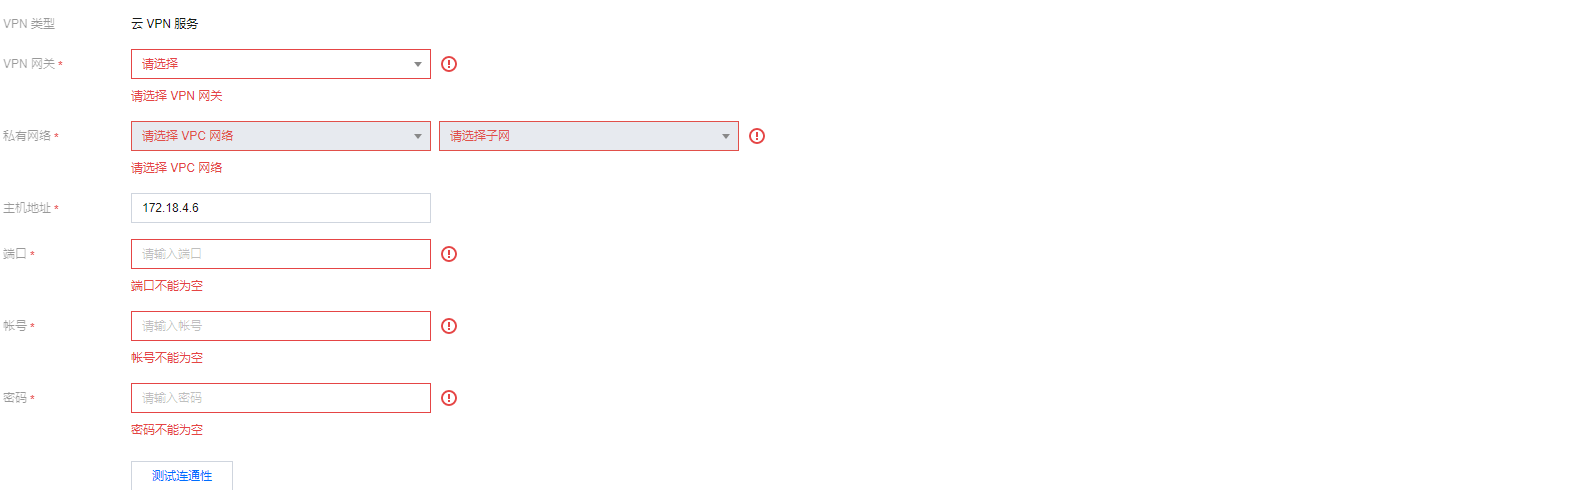 VPN 类型 云 VPN 服务
VPN 网关 * 请选择
请选择 VPN 网关
私有网络 * 请选择 VPC 网络 请选择子网
请选择 VPC 网络
主机地址 * 172.18.4.6
端口 * 请输入端口
端口不能为空
帐号 * 请输入帐号
帐号不能为空
密码 * 请输入密码
密码不能为空
测试连通性